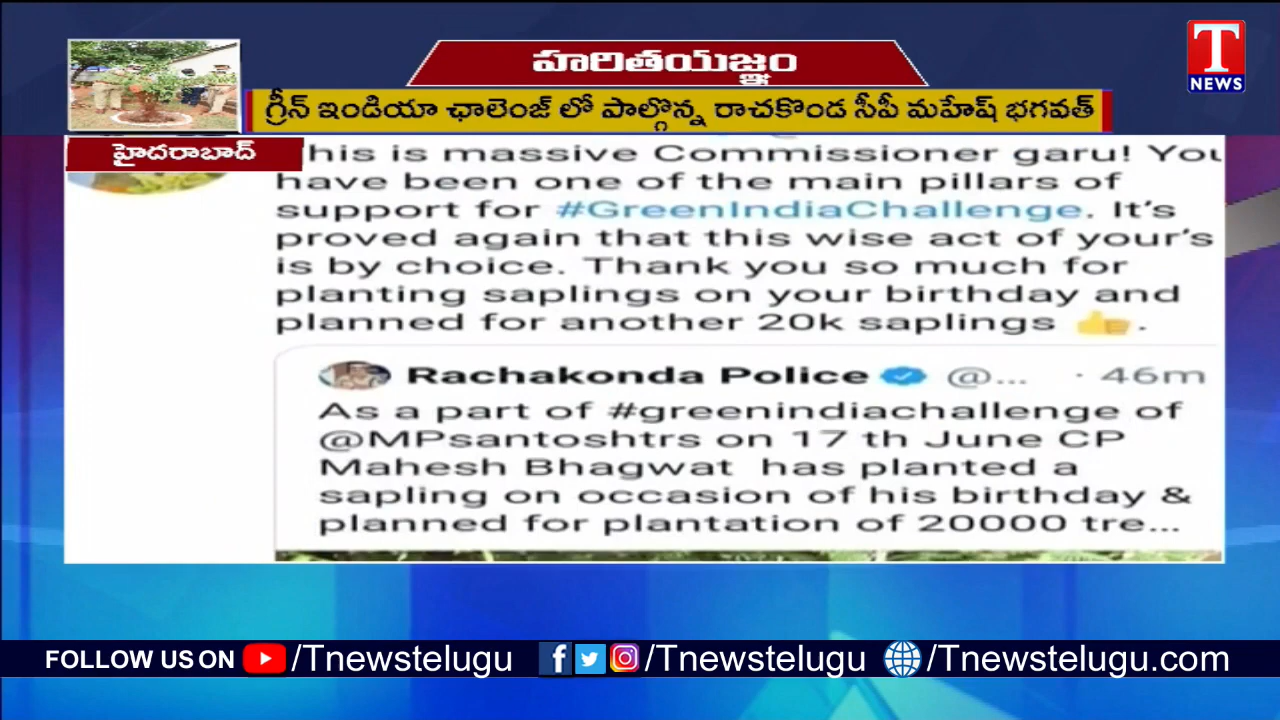 హరితయజ్ఞం
T
NEWS
గ్రీన్ ఇండియా ఛాలెంజ్ లో పాల్గొన్న రాచకొండ సీపీ మహేష్ భగవత్
హైదరాబాద్
his is massive Commissioner garu! You
have been one of the main pillars of
support for #GreenIndiaChallenge. It's
proved again that this wise act of your's
is by choice. Thank you so much for
planting saplings on your birthday and
planned for another 20k saplings 👍.
Rachakonda Police @... · 46m
As a part of #greenindiachallenge of
@MPsantoshtrs on 17 th June CP
Mahesh Bhagwat has planted a
sapling on occasion of his birthday &
planned for plantation of 20000 tre...
FOLLOW US ON /Tnewstelugu /Tnewstelugu /Tnewstelugu.com